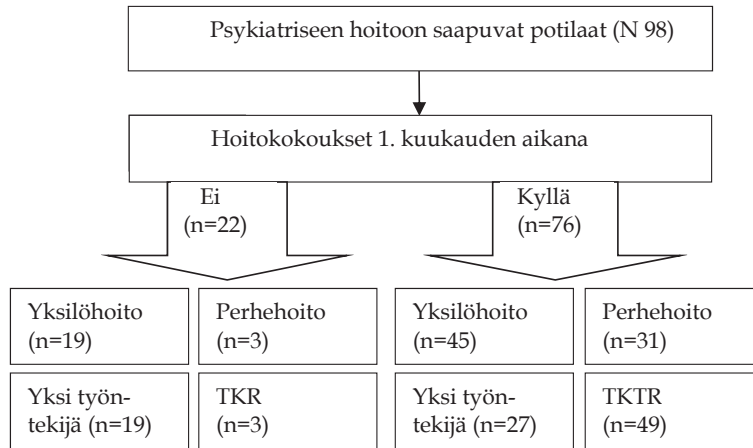 Psykiatriseen hoitoon saapuvat potilaat (N 98)
Hoitokokoukset 1. kuukauden aikana
Ei
(n=22)
Kyllä
(n=76)
Yksilöhoito
(n=19)
Perhehoito
(n=3)
Yksilöhoito
(n=45)
Perhehoito
(n=31)
Yksi työn-
tekijä (n=19)
TKR
(n=3)
Yksi työn-
tekijä (n=27)
TKTR
(n=49)